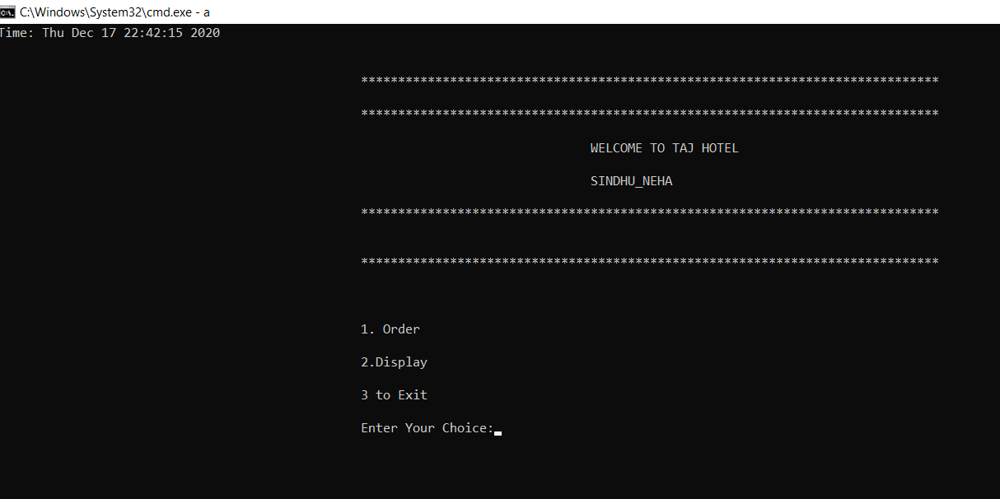 C:\Windows\System32\cmd.exe - a
Time: Thu Dec 17 22:42:15 2020
******************************************************************************
******************************************************************************
WELCOME TO TAJ HOTEL
SINDHU_NEHA
******************************************************************************
******************************************************************************
1. Order
2.Display
3 to Exit
Enter Your Choice: